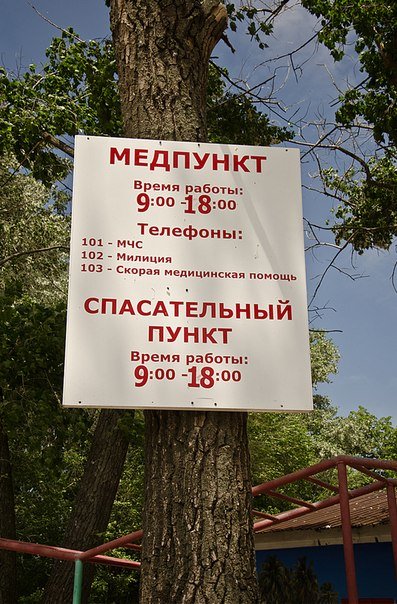 МЕДПУНКТ
Время работы:
9:00 - 18:00
Телефоны:
101 - МЧС
102 - Милиция
103 - Скорая медицинская помощь
СПАСАТЕЛЬНЫЙ
ПУНКТ
Время работы:
9:00 - 18:00